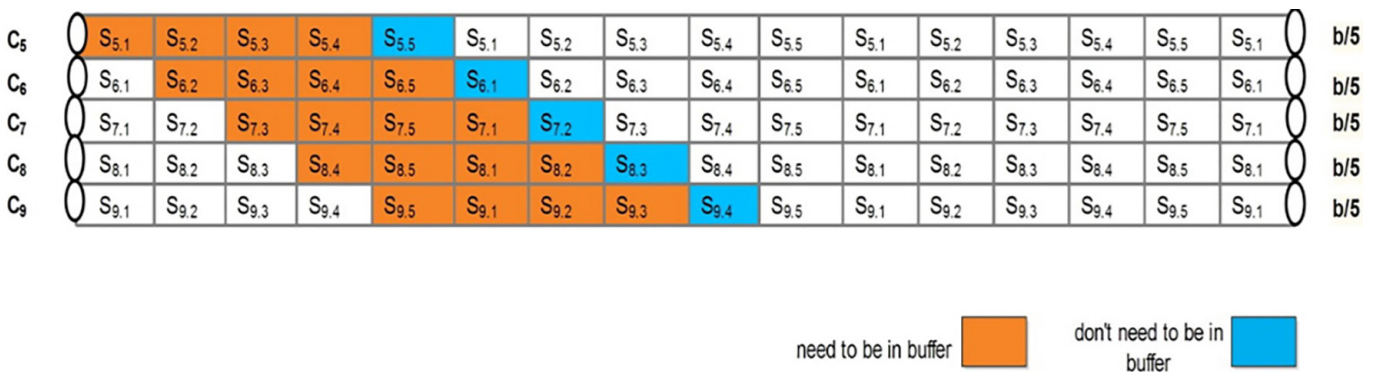 C5 S5.1 S5.2 S5.3 S5.4 S5.5 S5.1 S5.2 S5.3 S5.4 S5.5 S5.1 S5.2 S5.3 S5.4 S5.5 S5.1 b/5
C6 S6.1 S6.2 S6.3 S6.4 S6.5 S6.1 S6.2 S6.3 S6.4 S6.5 S6.1 S6.2 S6.3 S6.4 S6.5 S6.1 b/5
C7 S7.1 S7.2 S7.3 S7.4 S7.5 S7.1 S7.2 S7.3 S7.4 S7.5 S7.1 S7.2 S7.3 S7.4 S7.5 S7.1 b/5
C8 S8.1 S8.2 S8.3 S8.4 S8.5 S8.1 S8.2 S8.3 S8.4 S8.5 S8.1 S8.2 S8.3 S8.4 S8.5 S8.1 b/5
C9 S9.1 S9.2 S9.3 S9.4 S9.5 S9.1 S9.2 S9.3 S9.4 S9.5 S9.1 S9.2 S9.3 S9.4 S9.5 S9.1 b/5
need to be in buffer
don't need to be in
buffer